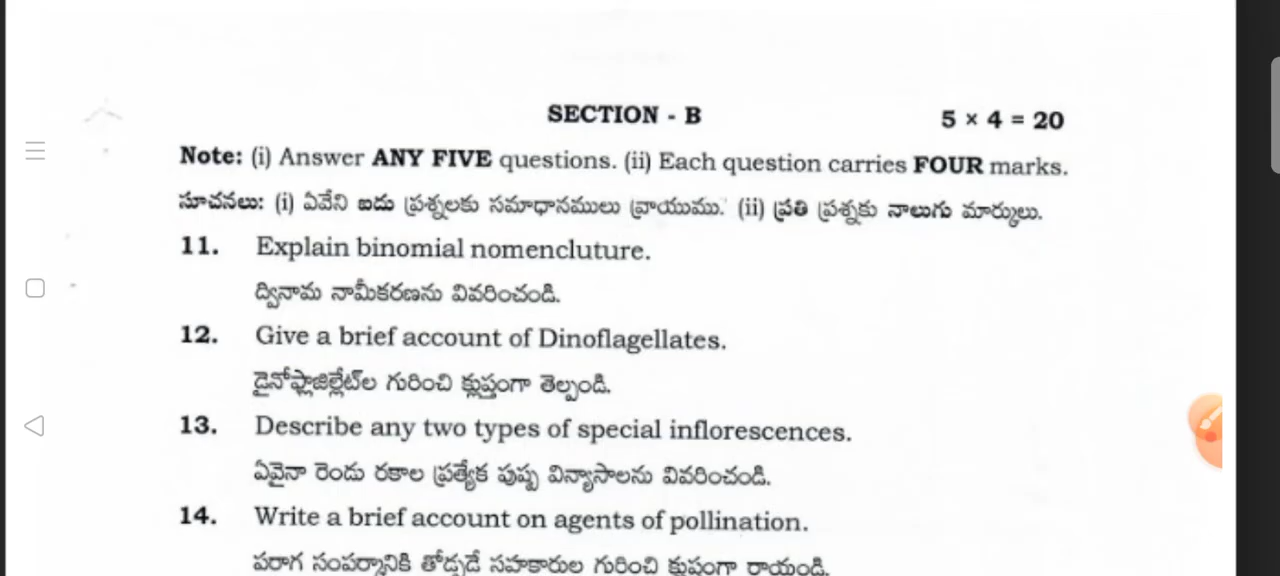 SECTION - B 5 × 4 = 20
Note: (i) Answer ANY FIVE questions. (ii) Each question carries FOUR marks.
సూచనలు: (i) ఏవేని ఐదు ప్రశ్నలకు సమాధానములు వ్రాయుము. (ii) ప్రతి ప్రశ్నకు నాలుగు మార్కులు.
11. Explain binomial nomencluture.
ద్వినామ నామీకరణను వివరించండి.
12. Give a brief account of Dinoflagellates.
డైనోఫ్లాజిల్లేట్‌ల గురించి క్లుప్తంగా తెల్పండి.
13. Describe any two types of special inflorescences.
ఏవైనా రెండు రకాల ప్రత్యేక పుష్ప విన్యాసాలను వివరించండి.
14. Write a brief account on agents of pollination.
పరాగ సంపర్కానికి తోడ్పడే సహకారుల గురించి క్లుప్తంగా రాయండి.